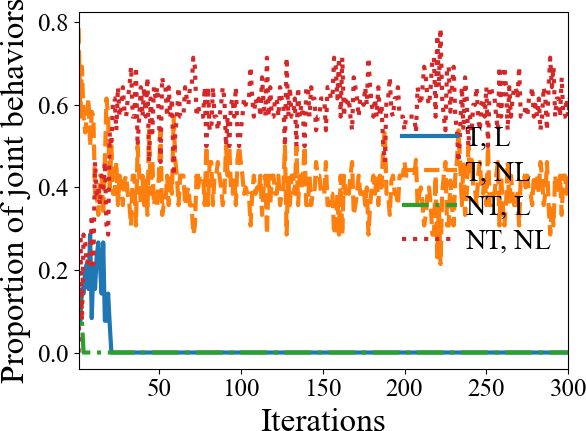 Proportion of joint behaviors
0.8
0.6
0.4
0.2
0.0
T, L
T, NL
NT, L
NT, NL
50
100
150
200
250
300
Iterations